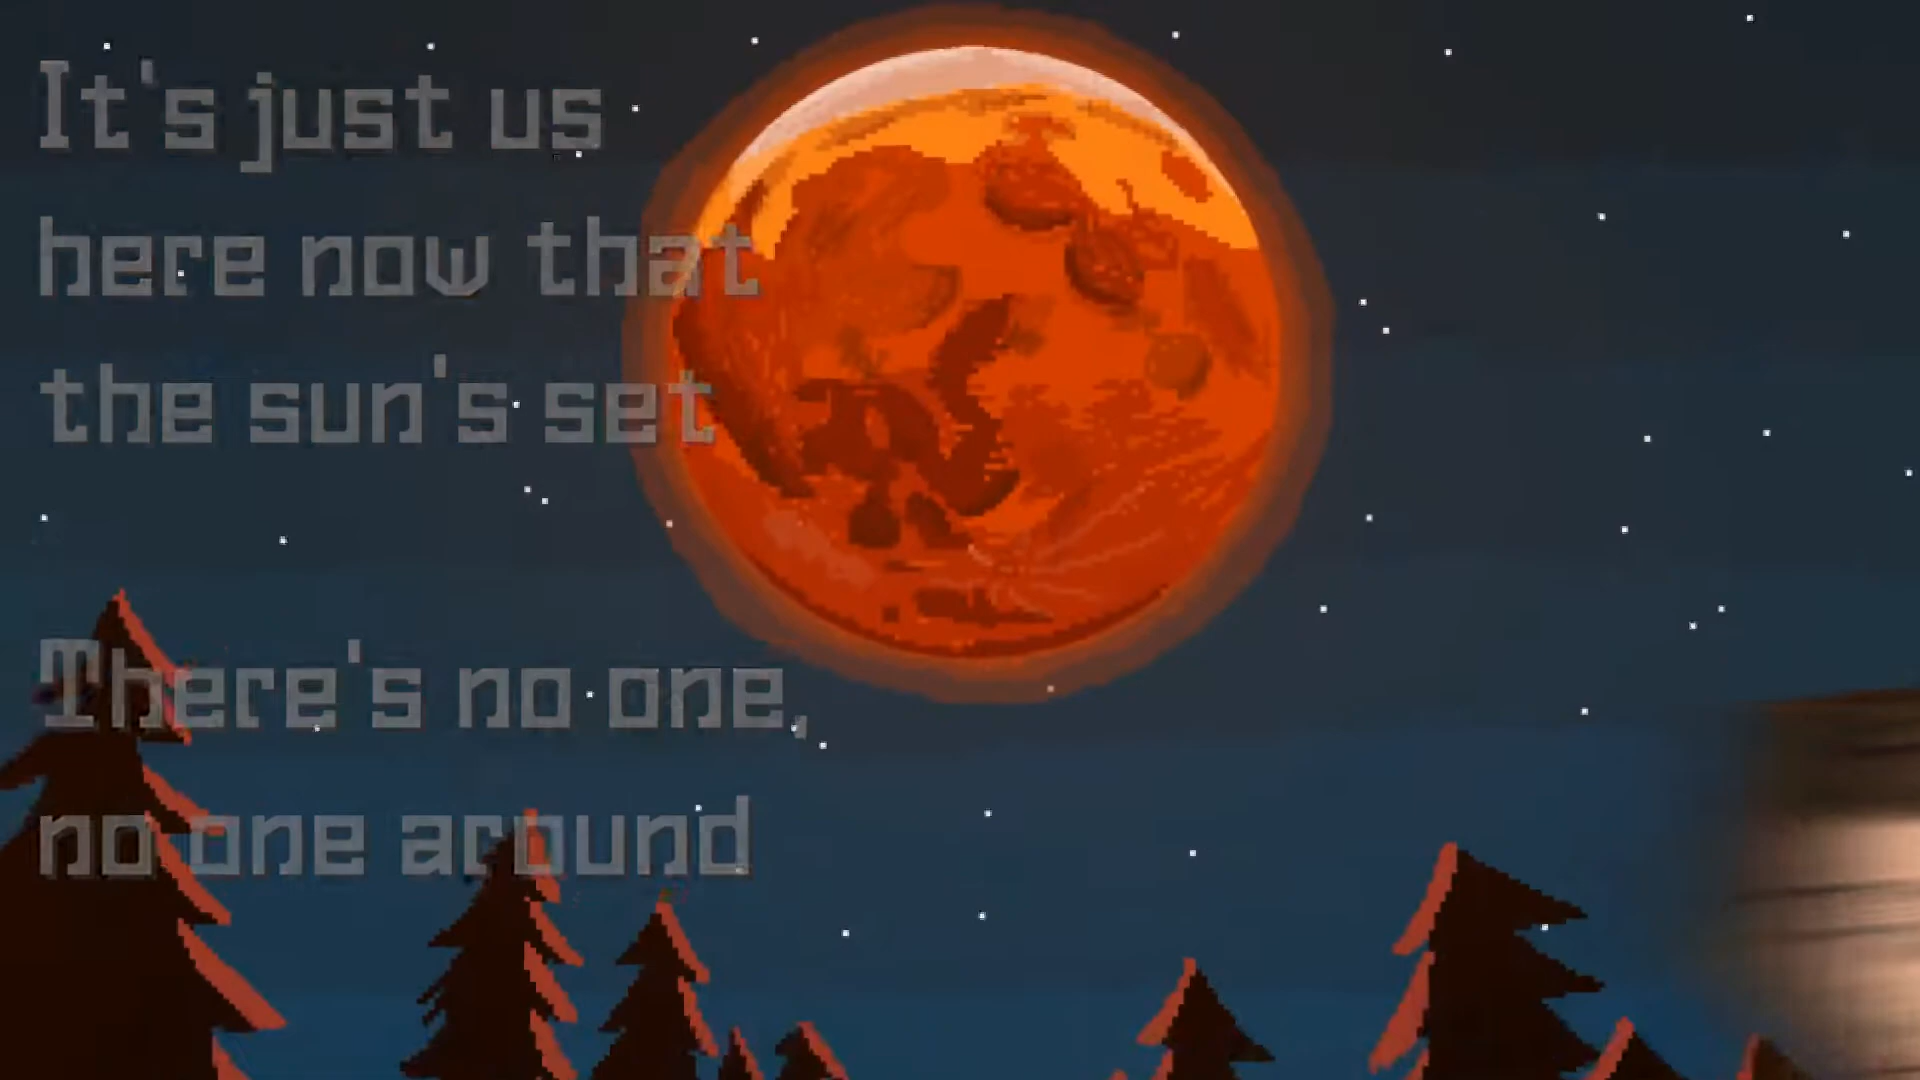 It's just us
here now that
the sun's set
There's no one,
no one around